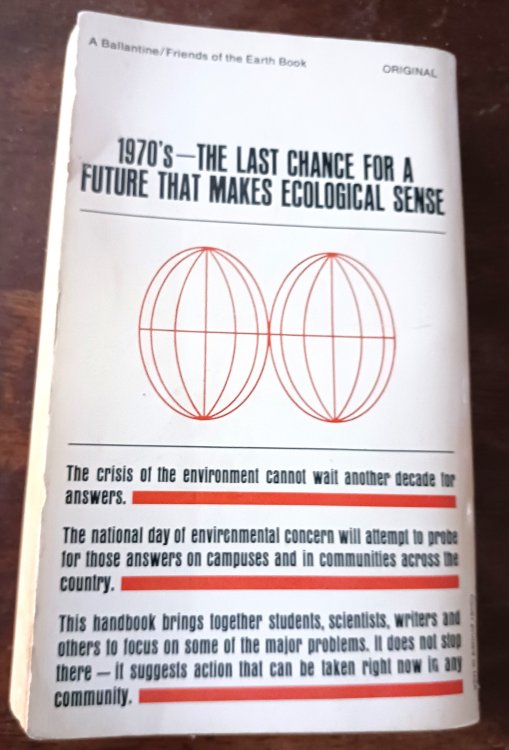 A Ballantine/Friends of the Earth Book
ORIGINAL
1970's—THE LAST CHANCE FOR A
FUTURE THAT MAKES ECOLOGICAL SENSE
The crisis of the environment cannot wait another decade for
answers.
The national day of environmental concern will attempt to probe
for those answers on campuses and in communities across the
country.
This handbook brings together students, scientists, writers and
others to focus on some of the major problems. It does not stop
there — it suggests action that can be taken right now in any
community.